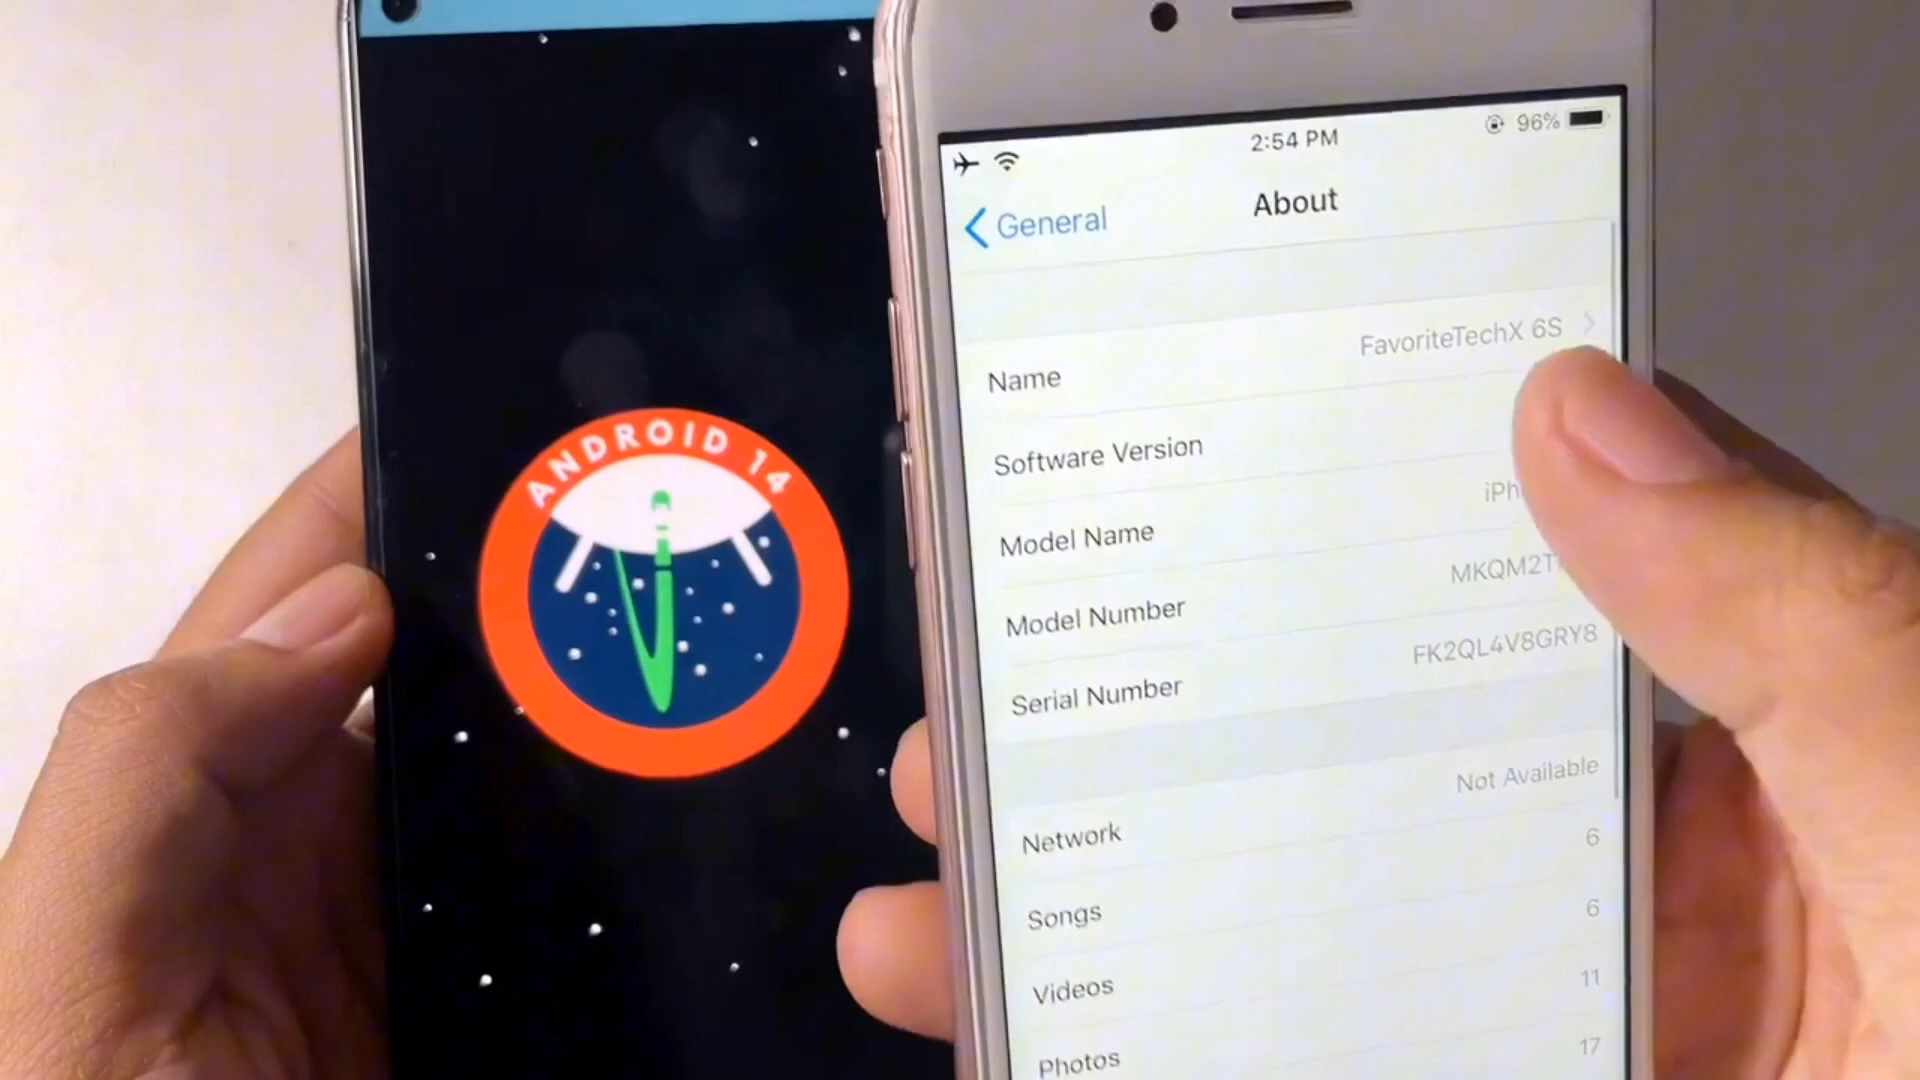 ANDROID 14
2:54 PM
96%
General
About
Name
FavoriteTechX 6S
Software Version
Model Name
iPh
Model Number
MKQM2T
Serial Number
FK2QL4V8GRY8
Network
Not Available
Songs
6
Videos
6
Photos
11
17